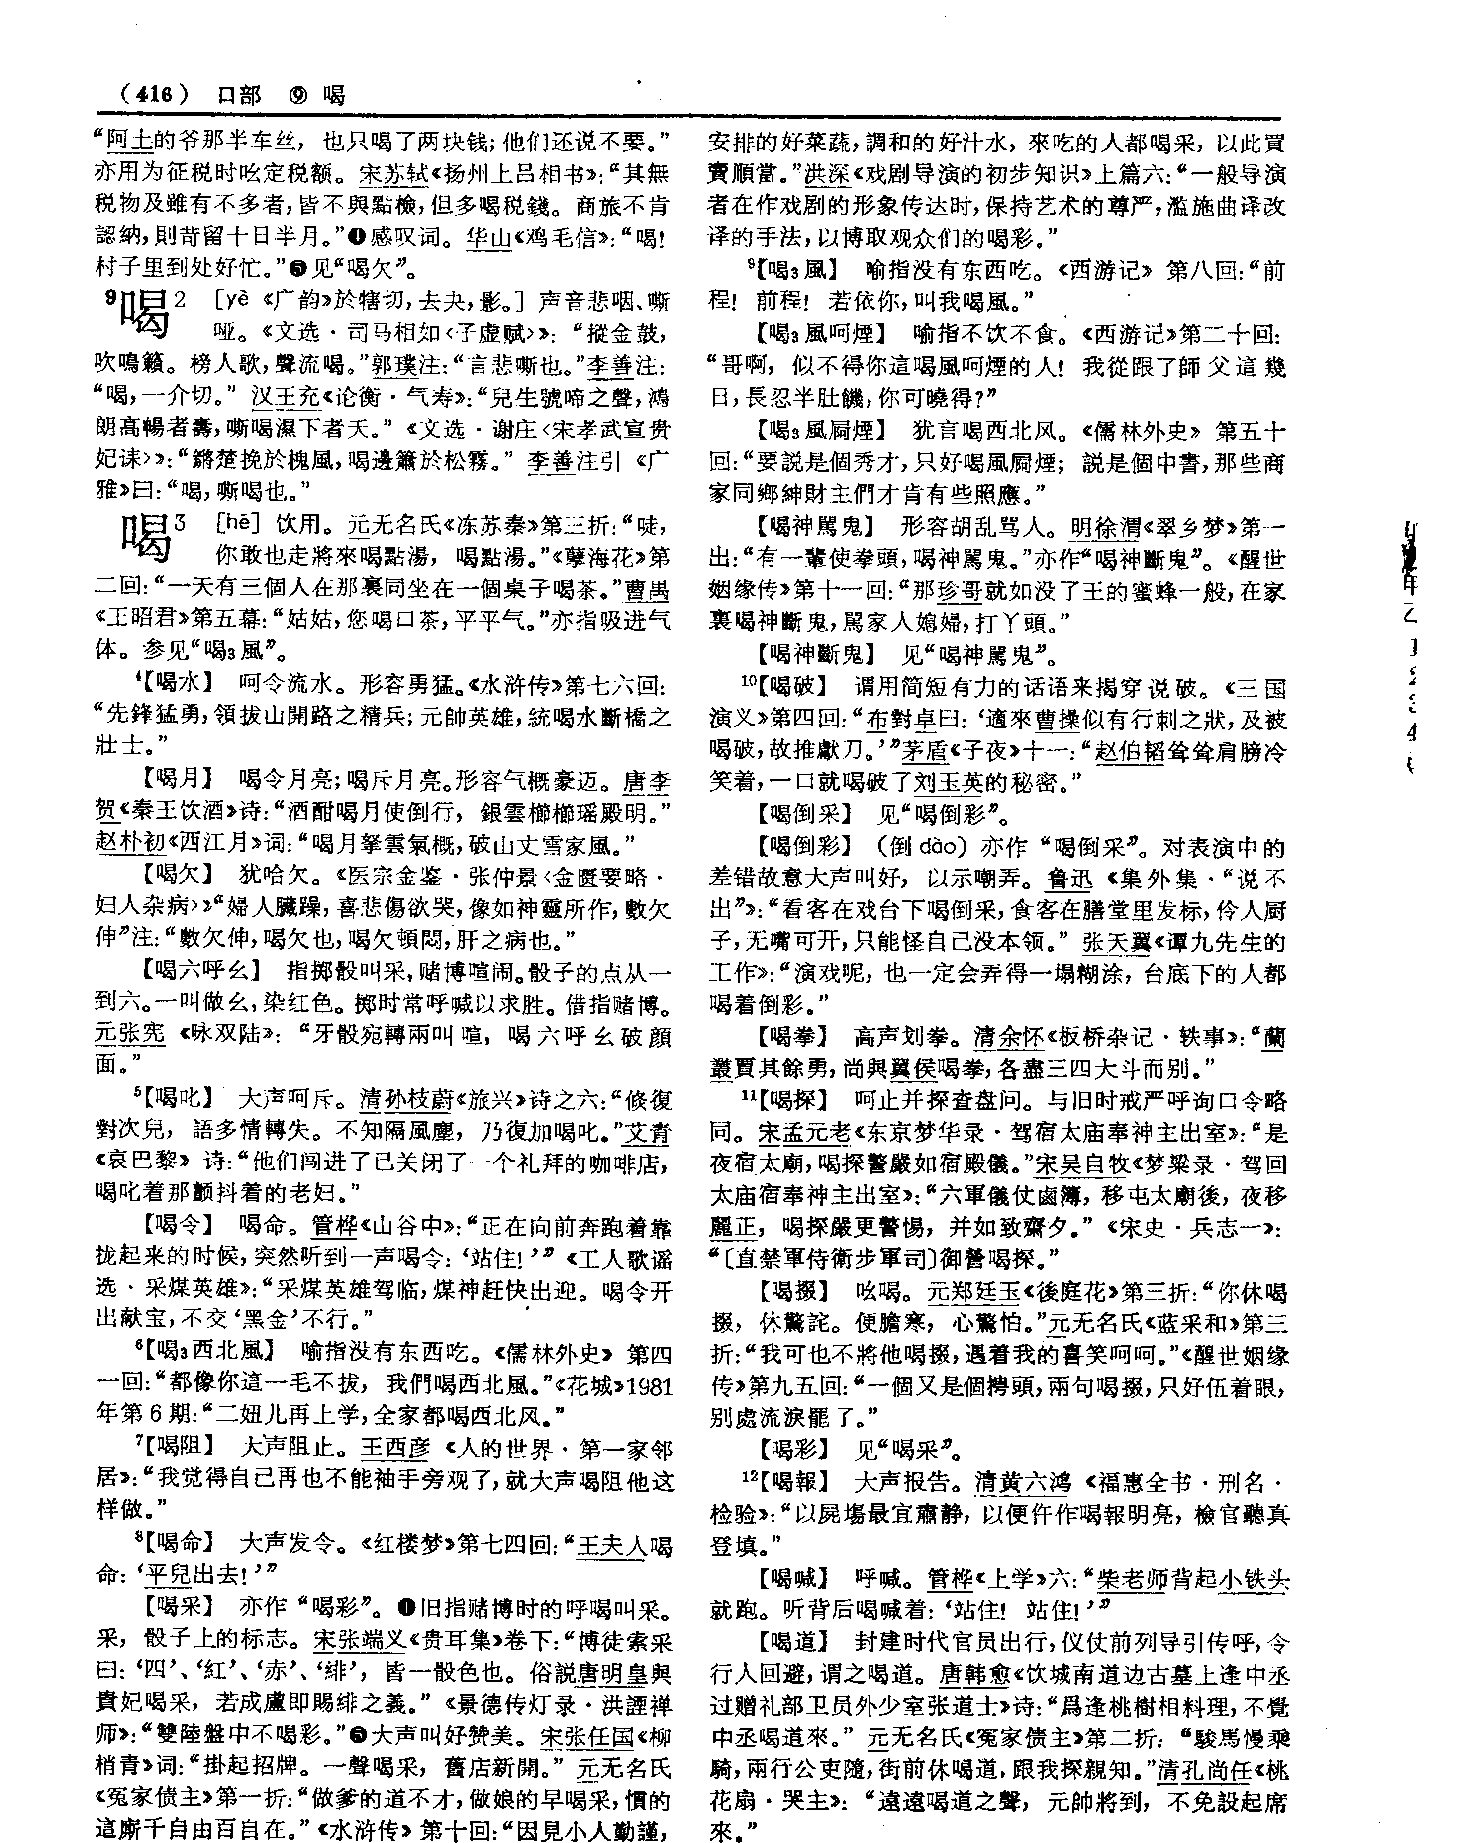 （416） 口部 ⑨ 喝
“阿土的爷那半车丝，也只喝了两块钱；他们还说不要。”
亦用为征税时吆定税额。宋苏轼《扬州上吕相书》：“其無
税物及雖有不多者，皆不與點檢，但多喝税錢。商旅不肯
認納，則苛留十日半月。”❹感叹词。华山《鸡毛信》：“喝！
村子里到处好忙。”❺见“喝欠”。
⁹喝2 ［yè 《广韵》於犗切，去夬，影。］声音悲咽、嘶
哑。《文选·司马相如〈子虚赋〉》：“摐金鼓，
吹鳴籟。榜人歌，聲流喝。”郭璞注：“言悲嘶也。”李善注：
“喝，一介切。” 汉王充《论衡·气寿》：“兒生號啼之聲，鴻
朗高暢者壽，嘶喝濕下者夭。”《文选·谢庄〈宋孝武宣贵
妃诔〉》：“鏘楚挽於槐風，喝邊簫於松霧。” 李善注引《广
雅》曰：“喝，嘶喝也。”
喝3 ［hē］饮用。元无名氏《冻苏秦》第三折：“哫，
你敢也走將來喝點湯，喝點湯。”《孽海花》第
二回：“一天有三個人在那裏同坐在一個桌子喝茶。”曹禺
《王昭君》第五幕：“姑姑，您喝口茶，平平气。”亦指吸进气
体。参见“喝₃風”。
⁴【喝水】 呵令流水。形容勇猛。《水浒传》第七六回：
“先鋒猛勇，領拔山開路之精兵；元帥英雄，統喝水斷橋之
壯士。”
【喝月】 喝令月亮；喝斥月亮。形容气概豪迈。唐李
贺《秦王饮酒》诗：“酒酣喝月使倒行，銀雲櫛櫛瑶殿明。”
赵朴初《西江月》词：“喝月拏雲氣概，破山丈雪家風。”
【喝欠】 犹哈欠。《医宗金鉴·张仲景〈金匮要略·
妇人杂病〉》“婦人臟躁，喜悲傷欲哭，像如神靈所作，數欠
伸”注：“數欠伸，喝欠也，喝欠頓悶，肝之病也。”
【喝六呼幺】 指掷骰叫采，赌博喧闹。骰子的点从一
到六。一叫做幺，染红色。掷时常呼喊以求胜。借指赌博。
元张宪《咏双陆》：“牙骰宛轉兩叫喧，喝六呼幺破顔
面。”
⁵【喝叱】 大声呵斥。清孙枝蔚《旅兴》诗之六：“倏復
對次兒，語多情轉失。不知隔風塵，乃復加喝叱。”艾青
《哀巴黎》诗：“他们闯进了已关闭了一个礼拜的咖啡店，
喝叱着那颤抖着的老妇。”
【喝令】 喝命。管桦《山谷中》：“正在向前奔跑着靠
拢起来的时候，突然听到一声喝令：‘站住！’”《工人歌谣
选·采煤英雄》：“采煤英雄驾临，煤神赶快出迎。喝令开
出献宝，不交‘黑金’不行。”
⁶【喝₃西北風】 喻指没有东西吃。《儒林外史》第四
一回：“都像你這一毛不拔，我們喝西北風。”《花城》1981
年第6期：“二妞儿再上学，全家都喝西北风。”
⁷【喝阻】 大声阻止。王西彦《人的世界·第一家邻
居》：“我觉得自己再也不能袖手旁观了，就大声喝阻他这
样做。”
⁸【喝命】 大声发令。《红楼梦》第七四回：“王夫人喝
命：‘平兒出去！’”
【喝采】 亦作“喝彩”。❶旧指赌博时的呼喝叫采。
采，骰子上的标志。宋张端义《贵耳集》卷下：“博徒索采
曰：‘四’、‘紅’、‘赤’、‘緋’，皆一骰色也。俗説唐明皇與
貴妃喝采，若成盧即賜緋之義。”《景德传灯录·洪諲禅
师》：“雙陸盤中不喝彩。”❷大声叫好赞美。宋张任国《柳
梢青》词：“掛起招牌。一聲喝采，舊店新開。” 元无名氏
《冤家债主》第一折：“做爹的道不才，做娘的早喝采，慣的
這廝千自由百自在。”《水浒传》第十回：“因見小人勤謹，
安排的好菜蔬，調和的好汁水，來吃的人都喝采，以此買
賣順當。”洪深《戏剧导演的初步知识》上篇六：“一般导演
者在作戏剧的形象传达时，保持艺术的尊严，滥施曲译改
译的手法，以博取观众们的喝彩。”
⁹【喝₃風】 喻指没有东西吃。《西游记》第八回：“前
程！前程！若依你，叫我喝風。”
【喝₃風呵煙】 喻指不饮不食。《西游记》第二十回：
“哥啊，似不得你這喝風呵煙的人！我從跟了師父這幾
日，長忍半肚饑，你可曉得？”
【喝₃風屙煙】 犹言喝西北风。《儒林外史》第五十
回：“要説是個秀才，只好喝風屙煙；説是個中書，那些商
家同鄉紳財主們才肯有些照應。”
【喝神罵鬼】 形容胡乱骂人。明徐渭《翠乡梦》第一
出：“有一輩使拳頭，喝神罵鬼。”亦作“喝神斷鬼”。《醒世
姻缘传》第十一回：“那珍哥就如没了王的蜜蜂一般，在家
裏喝神斷鬼，駡家人媳婦，打丫頭。”
【喝神斷鬼】 见“喝神罵鬼”。
¹⁰【喝破】 谓用简短有力的话语来揭穿说破。《三国
演义》第四回：“布對卓曰：‘適來曹操似有行刺之狀，及被
喝破，故推獻刀。’”茅盾《子夜》十一：“赵伯韬耸耸肩膀冷
笑着，一口就喝破了刘玉英的秘密。”
【喝倒采】 见“喝倒彩”。
【喝倒彩】（倒 dào）亦作“喝倒采”。对表演中的
差错故意大声叫好，以示嘲弄。鲁迅《集外集·“说不
出”》：“看客在戏台下喝倒采，食客在膳堂里发标，伶人厨
子，无嘴可开，只能怪自己没本领。” 张天翼《谭九先生的
工作》：“演戏呢，也一定会弄得一塌糊涂，台底下的人都
喝着倒彩。”
【喝拳】 高声划拳。清余怀《板桥杂记·轶事》：“蘭
叢賈其餘勇，尚與翼侯喝拳，各盡三四大斗而别。”
¹¹【喝探】 呵止并探查盘问。与旧时戒严呼询口令略
同。宋孟元老《东京梦华录·驾宿太庙奉神主出室》：“是
夜宿太廟，喝探警嚴如宿殿儀。”宋吴自牧《梦粱录·驾回
太庙宿奉神主出室》：“六軍儀仗鹵簿，移屯太廟後，夜移
麗正，喝探嚴更警惕，并如致齋夕。”《宋史·兵志一》：
“〔直禁軍侍衛步軍司〕御營喝探。”
【喝掇】 吆喝。元郑廷玉《後庭花》第三折：“你休喝
掇，休驚詫。便膽寒，心驚怕。”元无名氏《蓝采和》第三
折：“我可也不將他喝掇，遇着我的喜笑呵呵。”《醒世姻缘
传》第九五回：“一個又是個搒頭，兩句喝掇，只好伍着眼，
别處流淚罷了。”
【喝彩】 见“喝采”。
¹²【喝報】 大声报告。清黄六鸿《福惠全书·刑名·
检验》：“以屍場最宜肅静，以便仵作喝報明亮，檢官聽真
登填。”
【喝喊】 呼喊。管桦《上学》六：“柴老师背起小铁头
就跑。听背后喝喊着：‘站住！站住！’”
【喝道】 封建时代官员出行，仪仗前列导引传呼，令
行人回避，谓之喝道。唐韩愈《饮城南道边古墓上逢中丞
过赠礼部卫员外少室张道士》诗：“爲逢桃樹相料理，不覺
中丞喝道來。” 元无名氏《冤家债主》第二折：“駿馬慢乘
騎，兩行公吏隨，街前休喝道，跟我探親知。”清孔尚任《桃
花扇·哭主》：“遠遠喝道之聲，元帥將到，不免設起席
來。”